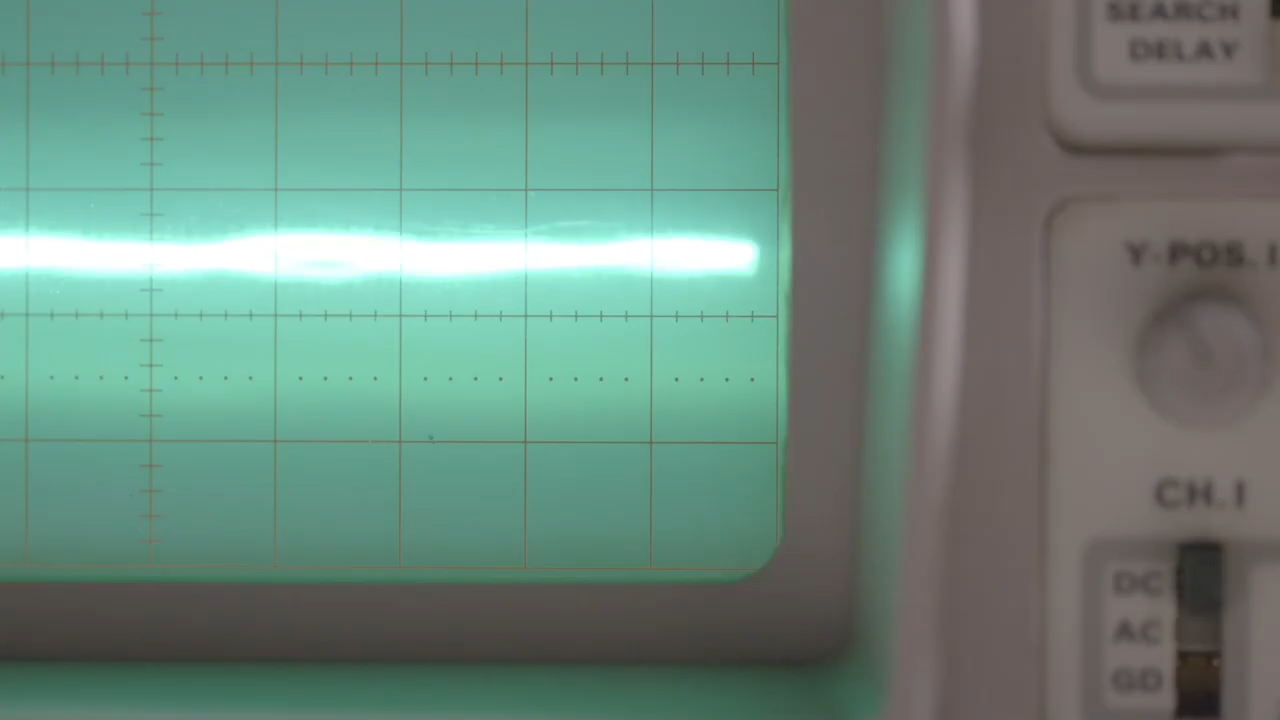 SEARCH
DELAY
Y-POS. I
CH. I
DC
AC
GD